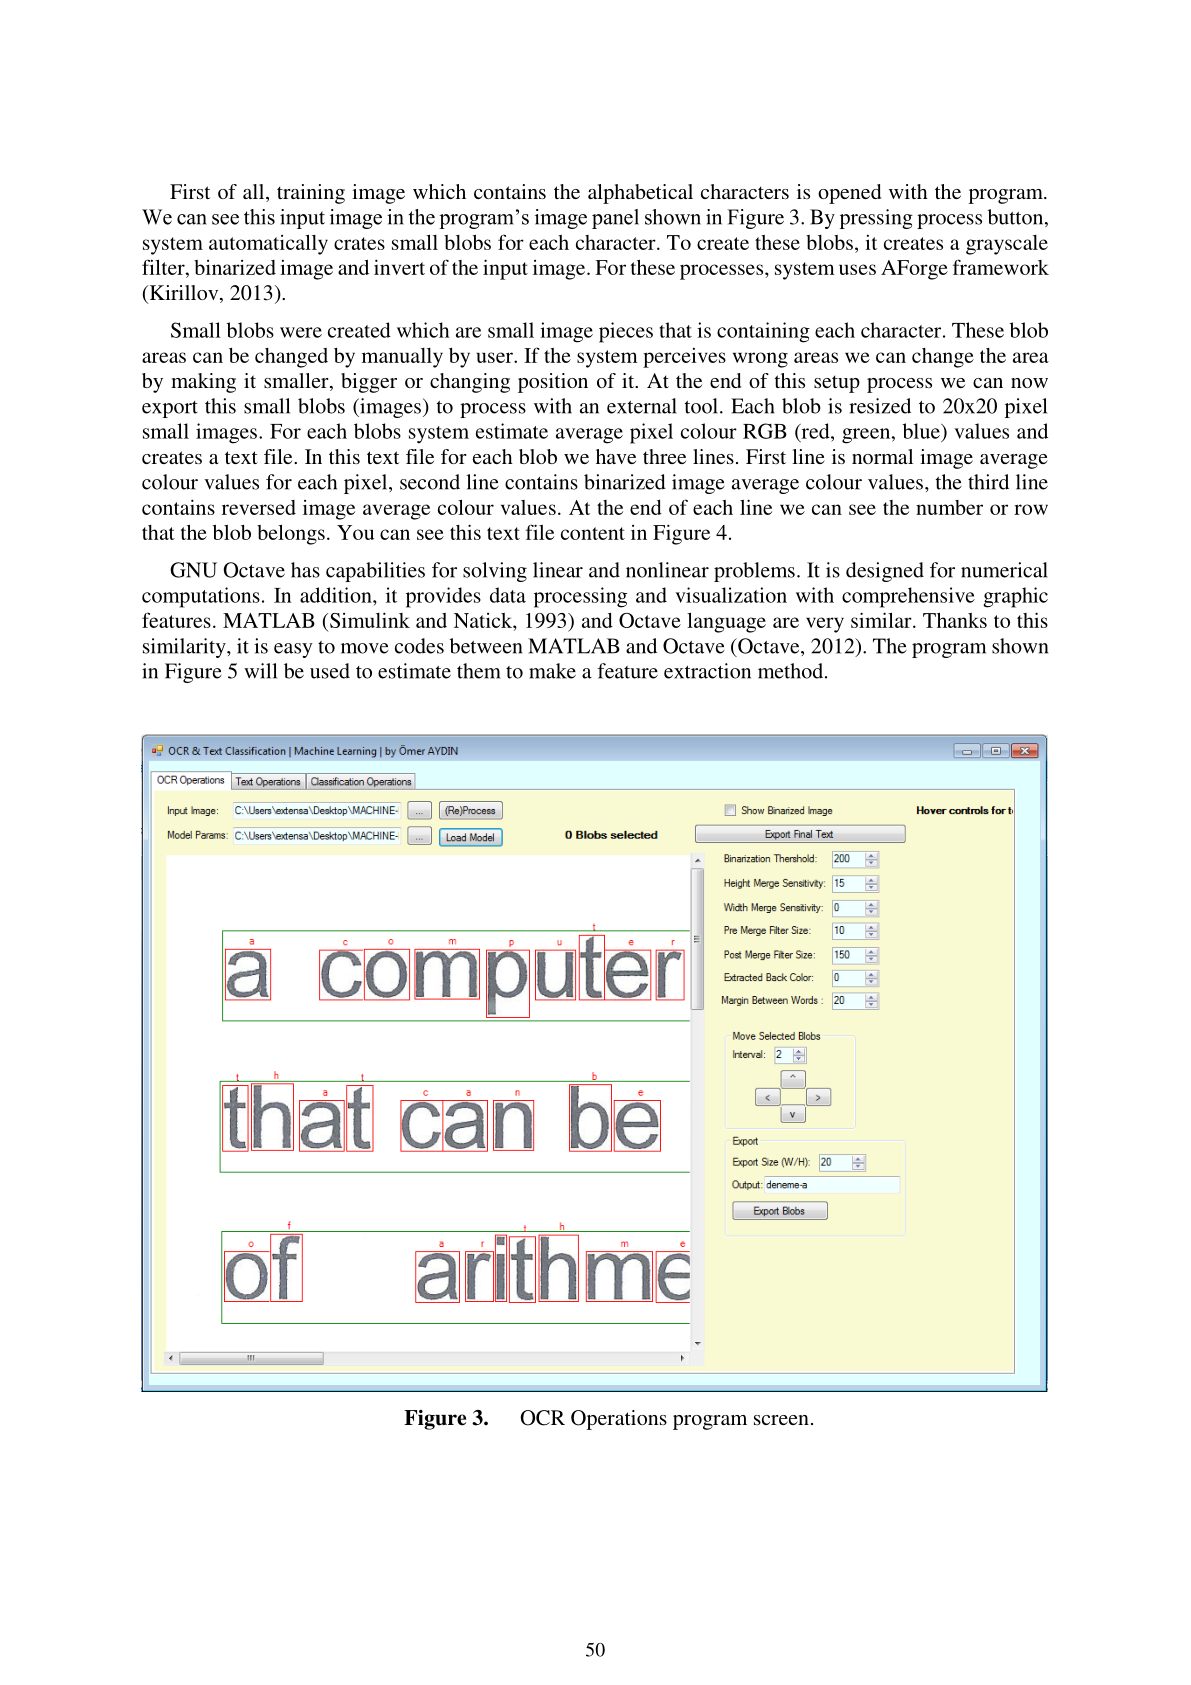 First of all, training image which contains the alphabetical characters is opened with the program.
We can see this input image in the program's image panel shown in Figure 3. By pressing process button,
system automatically crates small blobs for each character. To create these blobs, it creates a grayscale
filter, binarized image and invert of the input image. For these processes, system uses AForge framework
(Kirillov, 2013).
Small blobs were created which are small image pieces that is containing each character. These blob
areas can be changed by manually by user. If the system perceives wrong areas we can change the area
by making it smaller, bigger or changing position of it. At the end of this setup process we can now
export this small blobs (images) to process with an external tool. Each blob is resized to 20x20 pixel
small images. For each blobs system estimate average pixel colour RGB (red, green, blue) values and
creates a text file. In this text file for each blob we have three lines. First line is normal image average
colour values for each pixel, second line contains binarized image average colour values, the third line
contains reversed image average colour values. At the end of each line we can see the number or row
that the blob belongs. You can see this text file content in Figure 4.
GNU Octave has capabilities for solving linear and nonlinear problems. It is designed for numerical
computations. In addition, it provides data processing and visualization with comprehensive graphic
features. MATLAB (Simulink and Natick, 1993) and Octave language are very similar. Thanks to this
similarity, it is easy to move codes between MATLAB and Octave (Octave, 2012). The program shown
in Figure 5 will be used to estimate them to make a feature extraction method.
OCR & Text Classification | Machine Learning | by Ömer AYDIN
OCR Operations Text Operations Classification Operations
Input Image: C:\Users\extensa\Desktop\MACHINE- ... (Re)Process Show Binarized Image Hover controls for t
Model Params: C:\Users\extensa\Desktop\MACHINE- ... Load Model 0 Blobs selected Export Final Text
Binarization Thershold: 200
Height Merge Sensitivity: 15
Width Merge Sensitivity: 0
Pre Merge Filter Size: 10
Post Merge Filter Size: 150
Extracted Back Color: 0
Margin Between Words : 20
Move Selected Blobs
Interval: 2
^
< >
v
Export
Export Size (W/H): 20
Output: deneme-a
Export Blobs
a c o m p u t e r
a computer
t h a t c a n b e
that can be
o f a r t h m e
of arithme
Figure 3. OCR Operations program screen.
50